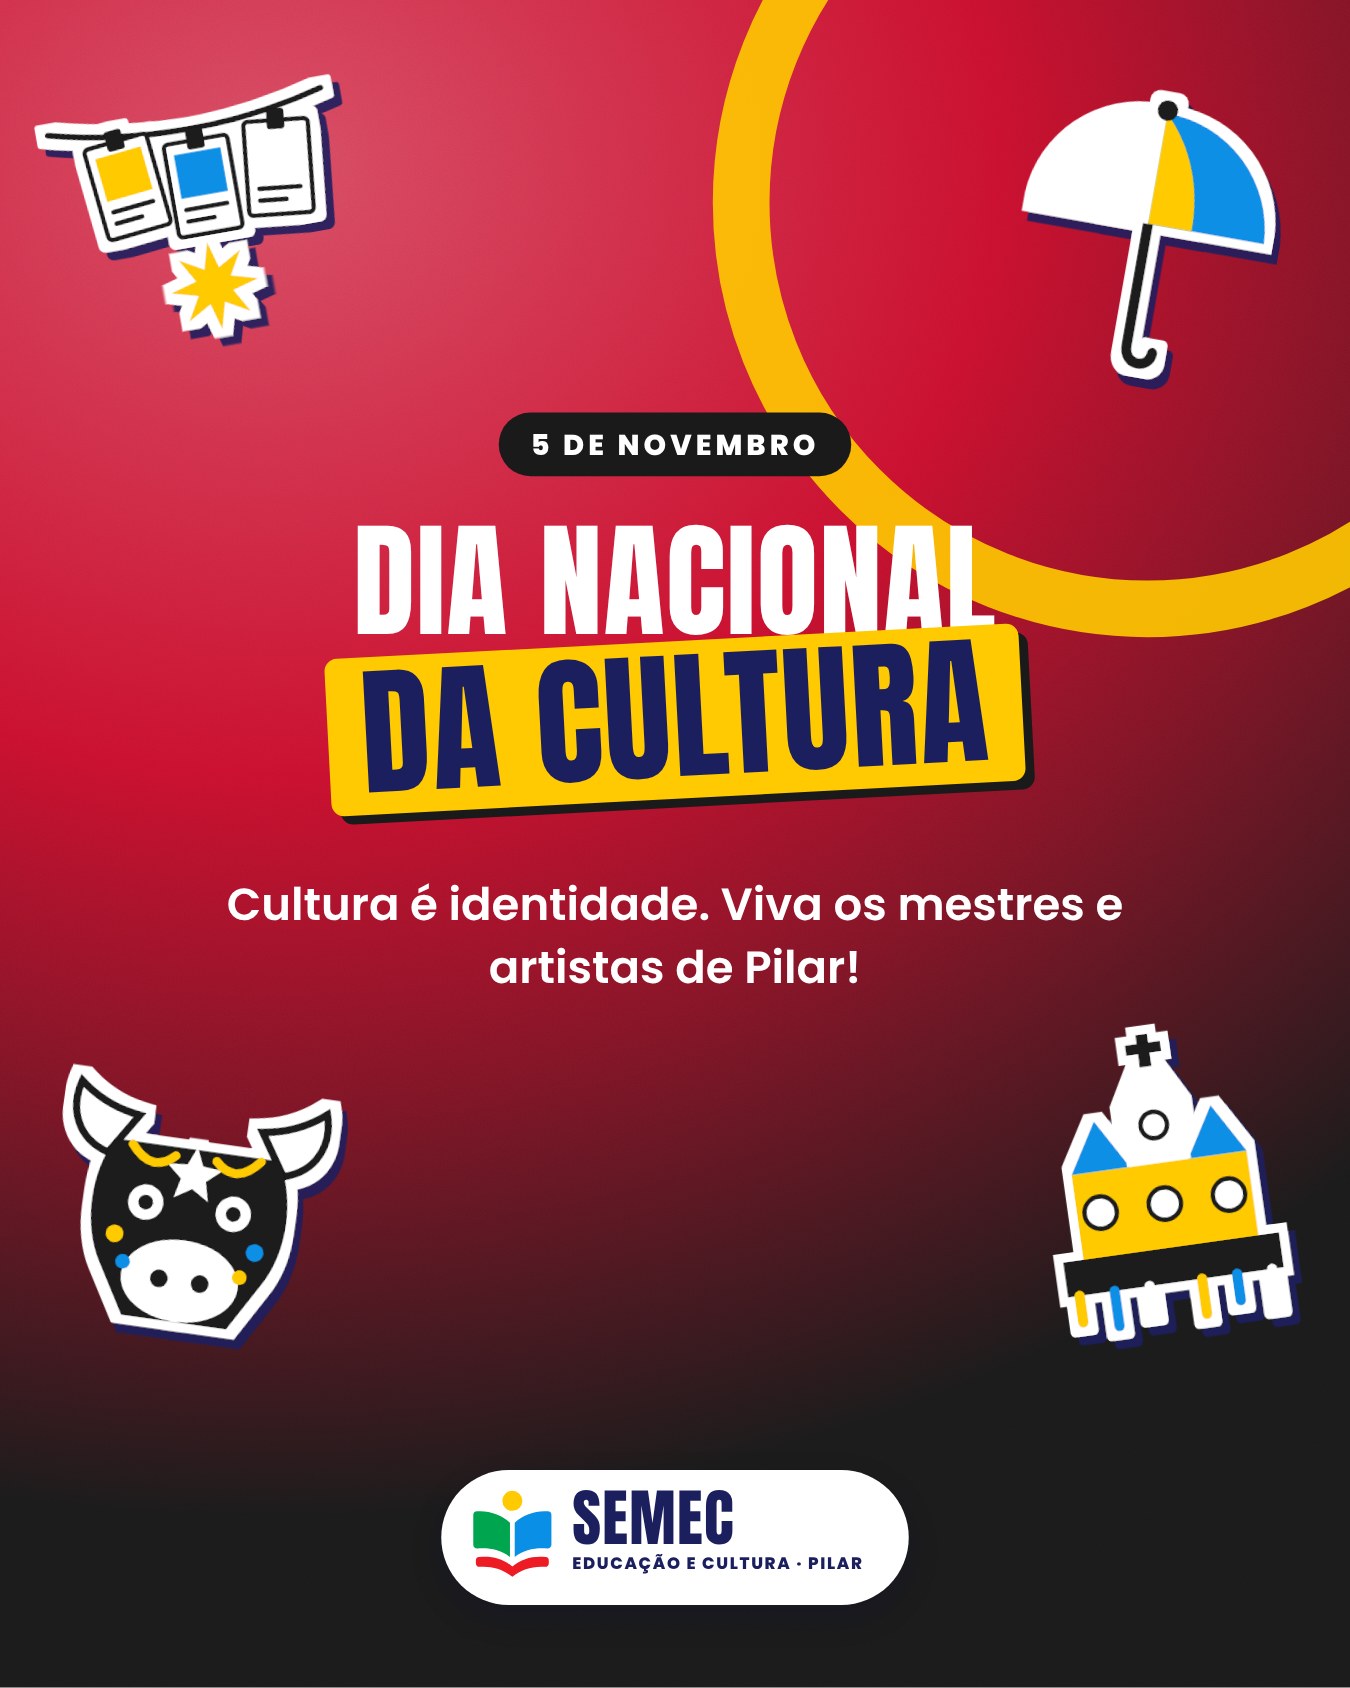 5 DE NOVEMBRO
DIA NACIONAL
DA CULTURA
Cultura é identidade. Viva os mestres e
artistas de Pilar!
SEMEC
EDUCAÇÃO E CULTURA · PILAR